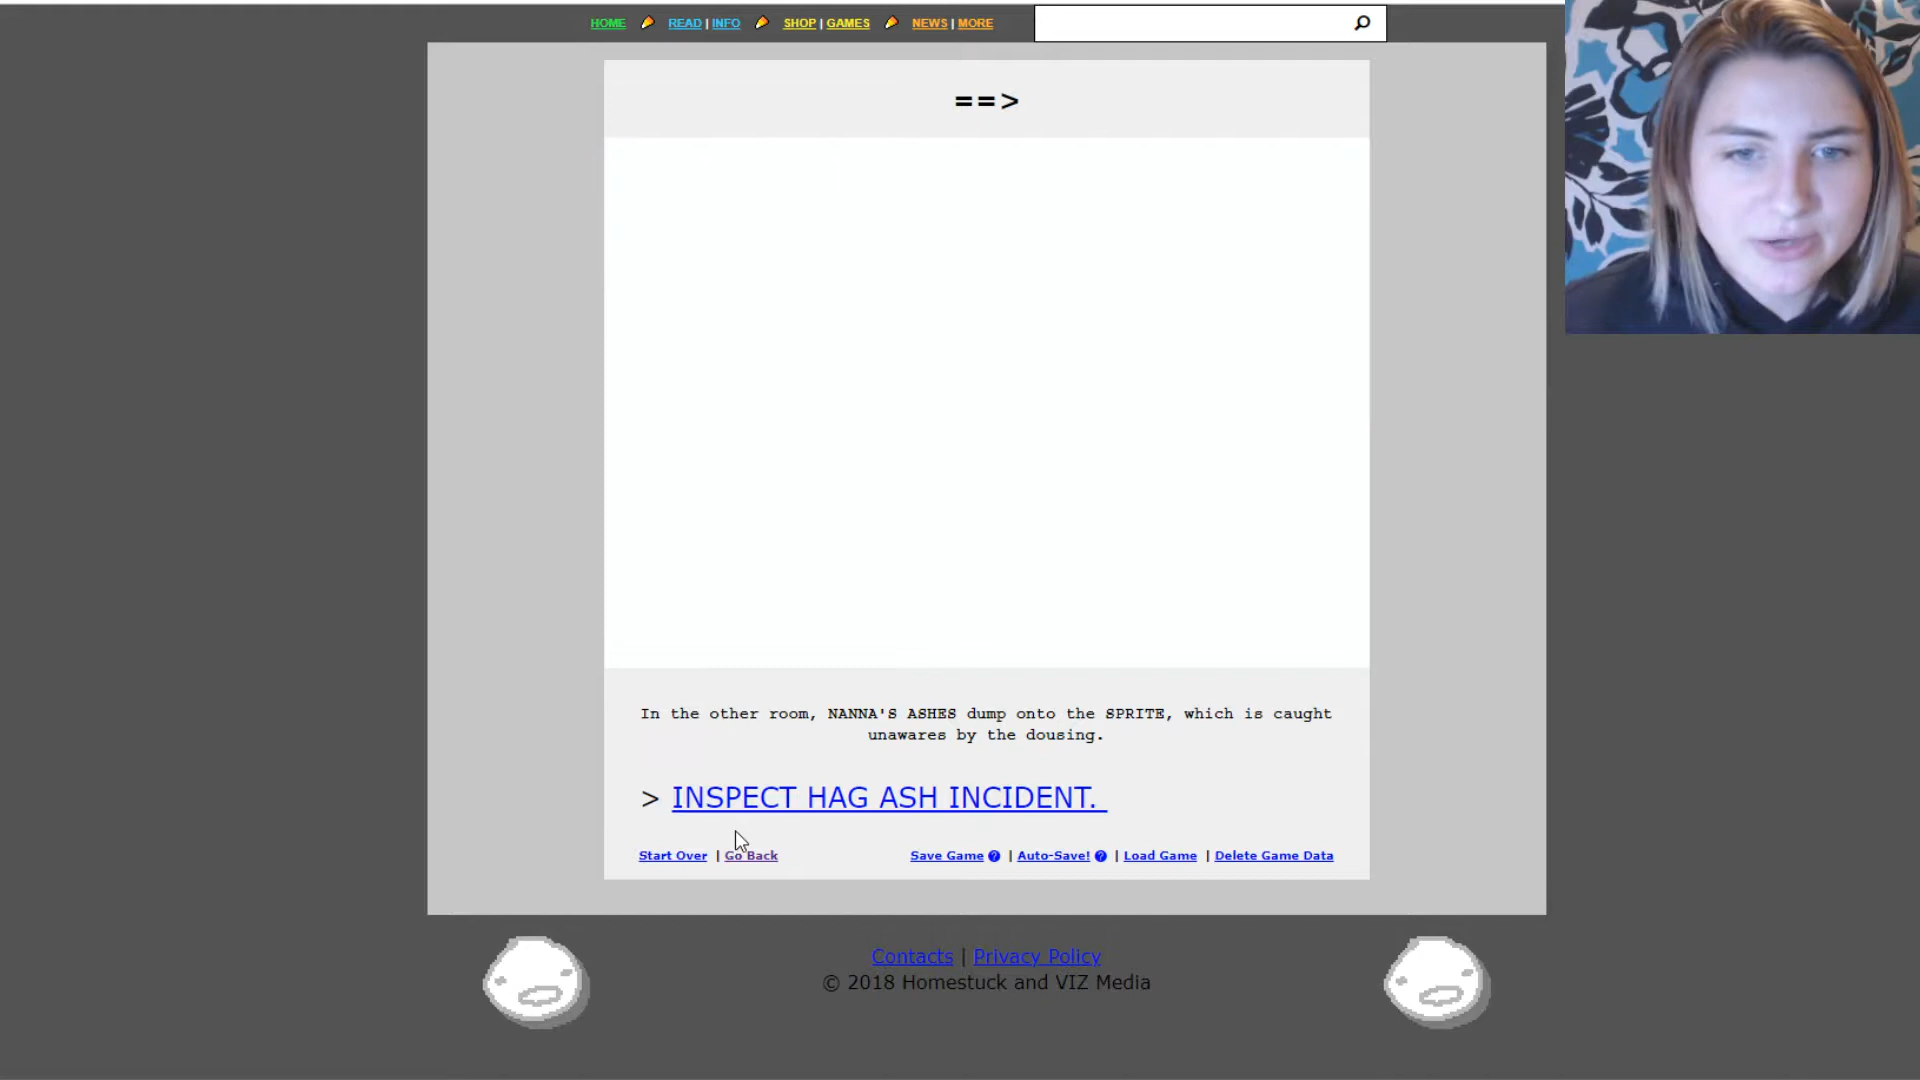 HOME READ | INFO SHOP | GAMES NEWS | MORE
==>
In the other room, NANNA'S ASHES dump onto the SPRITE, which is caught
unawares by the dousing.
> INSPECT HAG ASH INCIDENT.
Start Over | Go Back Save Game ? | Auto-Save! ? | Load Game | Delete Game Data
Contacts | Privacy Policy
© 2018 Homestuck and VIZ Media